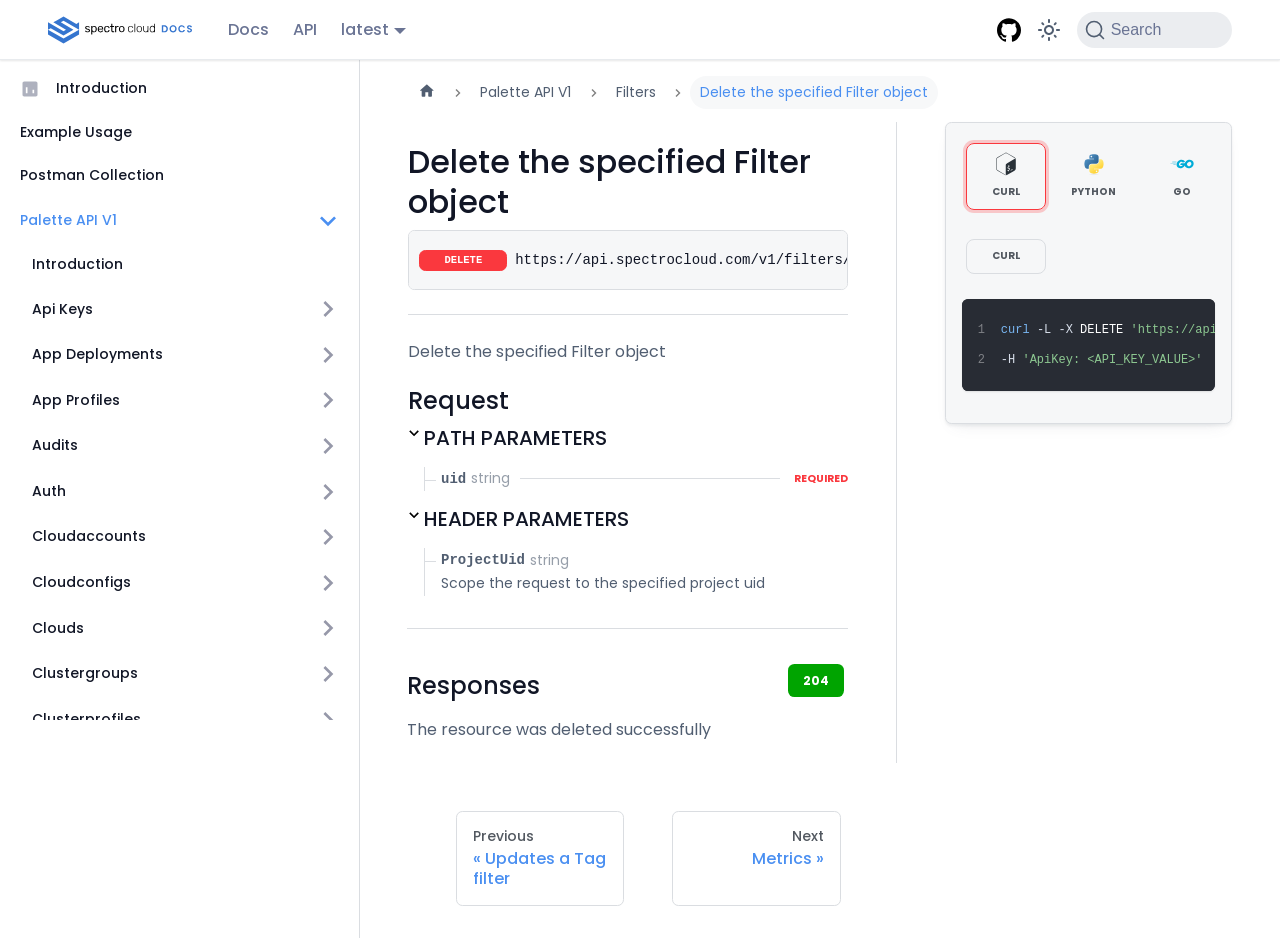 spectro cloud DOCS
Docs
API
latest
Search
Introduction
Example Usage
Postman Collection
Palette API V1
Introduction
Api Keys
App Deployments
App Profiles
Audits
Auth
Cloudaccounts
Cloudconfigs
Clouds
Clustergroups
Clusterprofiles
Palette API V1
Filters
Delete the specified Filter object
Delete the specified Filter
object
DELETE https://api.spectrocloud.com/v1/filters/
Delete the specified Filter object
Request
PATH PARAMETERS
uid string REQUIRED
HEADER PARAMETERS
ProjectUid string
Scope the request to the specified project uid
Responses
204
The resource was deleted successfully
Previous
« Updates a Tag
filter
Next
Metrics »
CURL
PYTHON
GO
GO
CURL
1 curl -L -X DELETE 'https://api
2 -H 'ApiKey: <API_KEY_VALUE>'